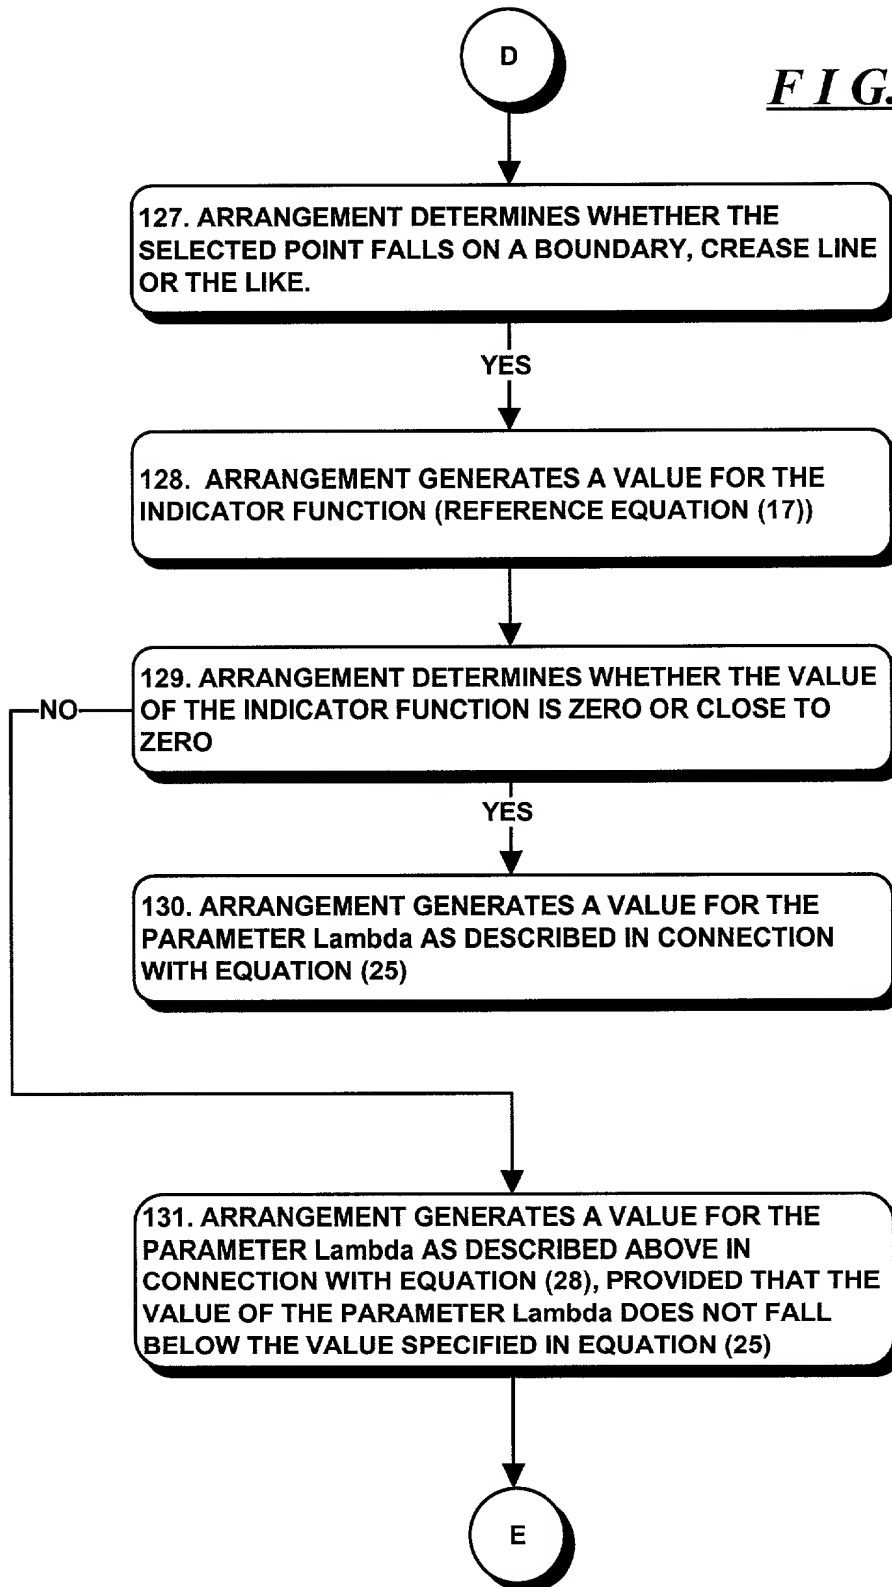 D
F I G.
127. ARRANGEMENT DETERMINES WHETHER THE
SELECTED POINT FALLS ON A BOUNDARY, CREASE LINE
OR THE LIKE.
YES
128. ARRANGEMENT GENERATES A VALUE FOR THE
INDICATOR FUNCTION (REFERENCE EQUATION (17))
129. ARRANGEMENT DETERMINES WHETHER THE VALUE
OF THE INDICATOR FUNCTION IS ZERO OR CLOSE TO
ZERO
NO
YES
130. ARRANGEMENT GENERATES A VALUE FOR THE
PARAMETER Lambda AS DESCRIBED IN CONNECTION
WITH EQUATION (25)
131. ARRANGEMENT GENERATES A VALUE FOR THE
PARAMETER Lambda AS DESCRIBED ABOVE IN
CONNECTION WITH EQUATION (28), PROVIDED THAT THE
VALUE OF THE PARAMETER Lambda DOES NOT FALL
BELOW THE VALUE SPECIFIED IN EQUATION (25)
E